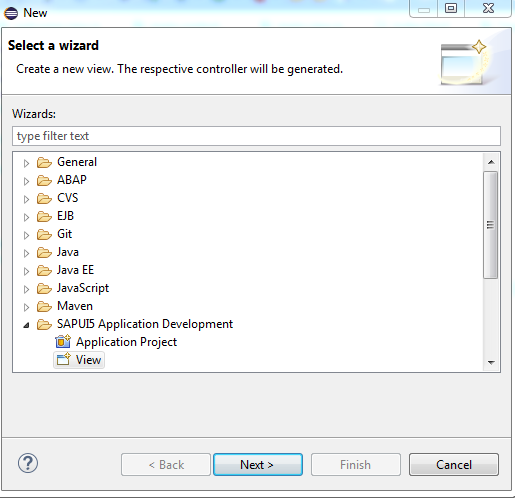 New
Select a wizard
Create a new view. The respective controller will be generated.
Wizards:
type filter text
General
ABAP
CVS
EJB
Git
Java
Java EE
JavaScript
Maven
SAPUI5 Application Development
Application Project
View
?
< Back
Next >
Finish
Cancel